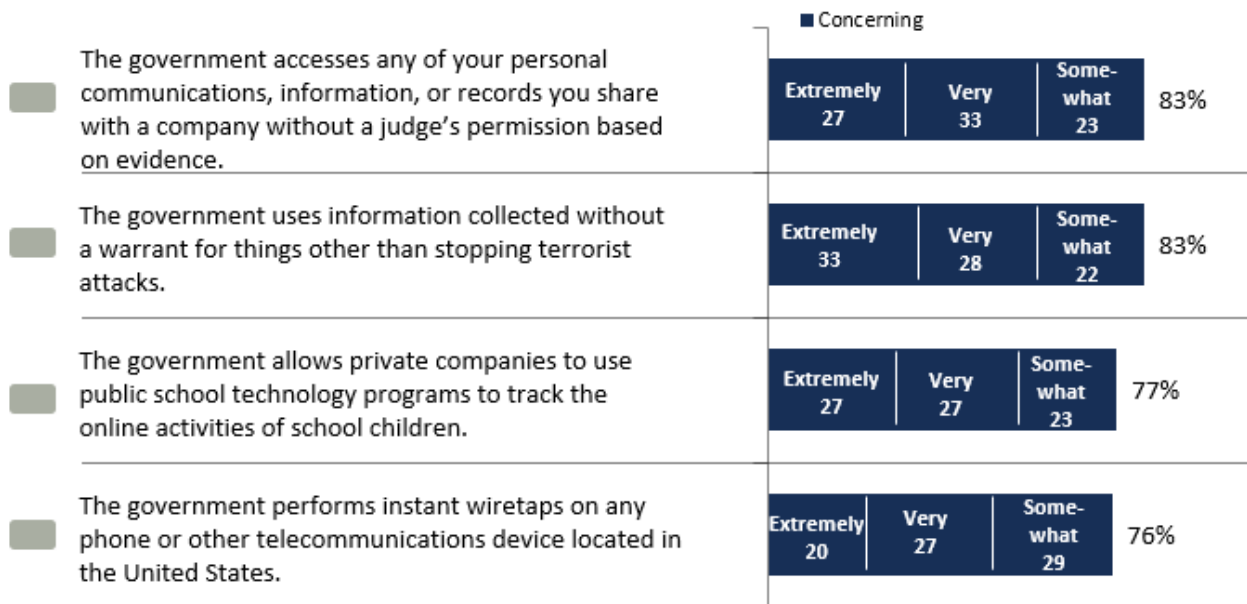 Concerning
The government accesses any of your personal
communications, information, or records you share
with a company without a judge’s permission based
on evidence.
Extremely
27
Very
33
Some-
what
23
83%
The government uses information collected without
a warrant for things other than stopping terrorist
attacks.
Extremely
33
Very
28
Some-
what
22
83%
The government allows private companies to use
public school technology programs to track the
online activities of school children.
Extremely
27
Very
27
Some-
what
23
77%
The government performs instant wiretaps on any
phone or other telecommunications device located in
the United States.
Extremely
20
Very
27
Some-
what
29
76%